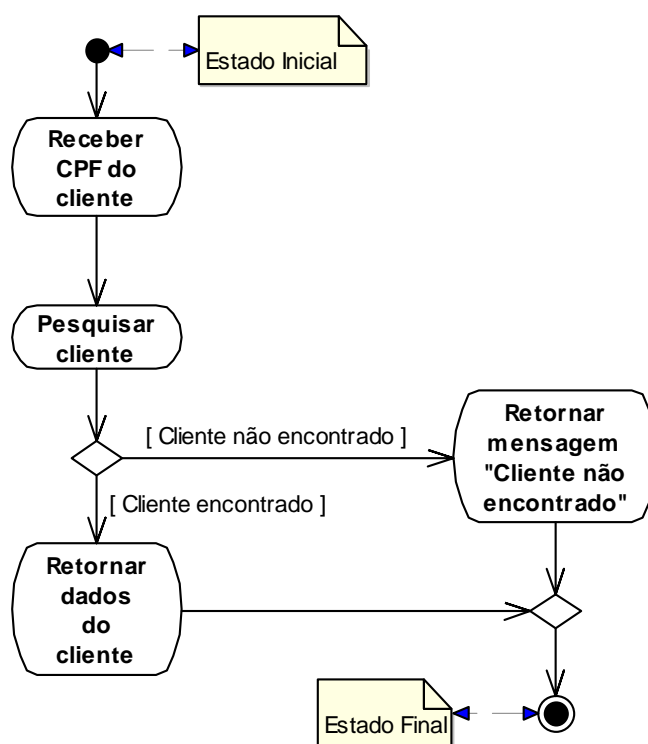 Estado Inicial
Receber
CPF do
cliente
Pesquisar
cliente
[ Cliente não encontrado ]
Retornar
mensagem
"Cliente não
encontrado"
[ Cliente encontrado ]
Retornar
dados
do
cliente
Estado Final